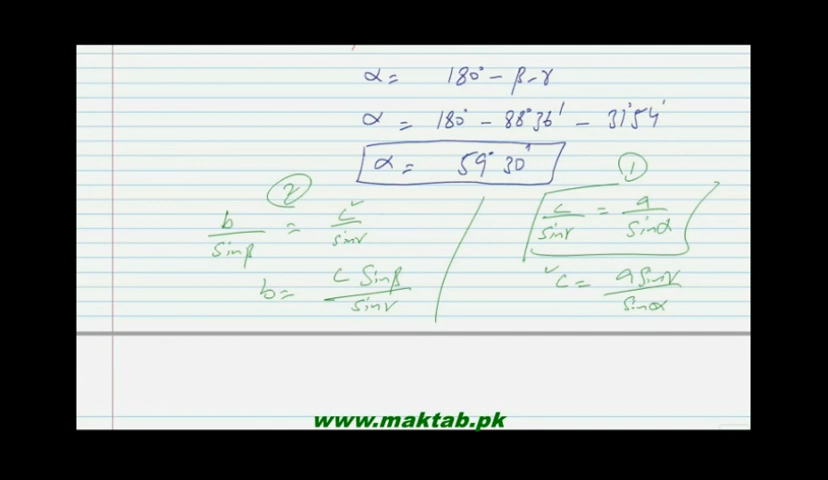 α = 180° - β - γ
α = 180° - 88°36' - 31°54'
α = 59° 30'
①
c/sinγ = a/sinα
c = a sinγ/sinα
②
b/sinβ = c/sinγ
b = c sinβ/sinγ
www.maktab.pk